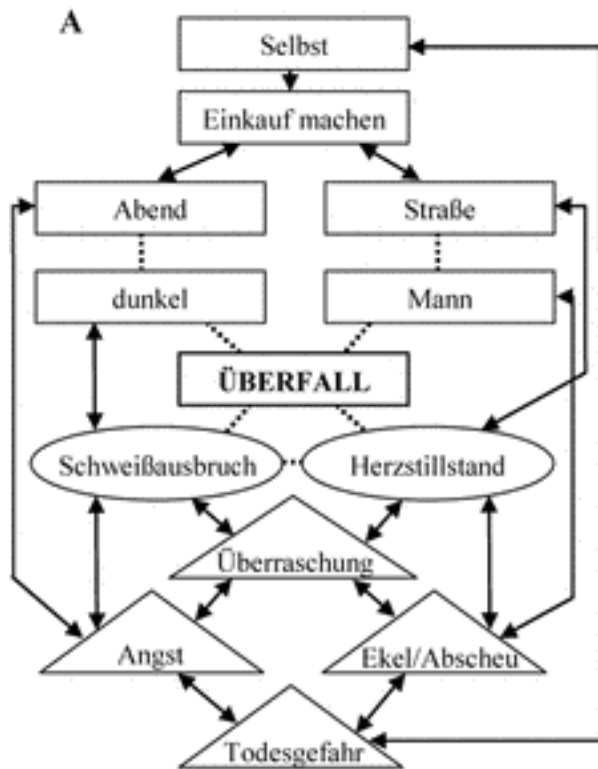 A
Selbst
Einkauf machen
Abend
Straße
dunkel
Mann
ÜBERFALL
Schweißausbruch
Herzstillstand
Überraschung
Angst
Ekel/Abscheu
Todesgefahr